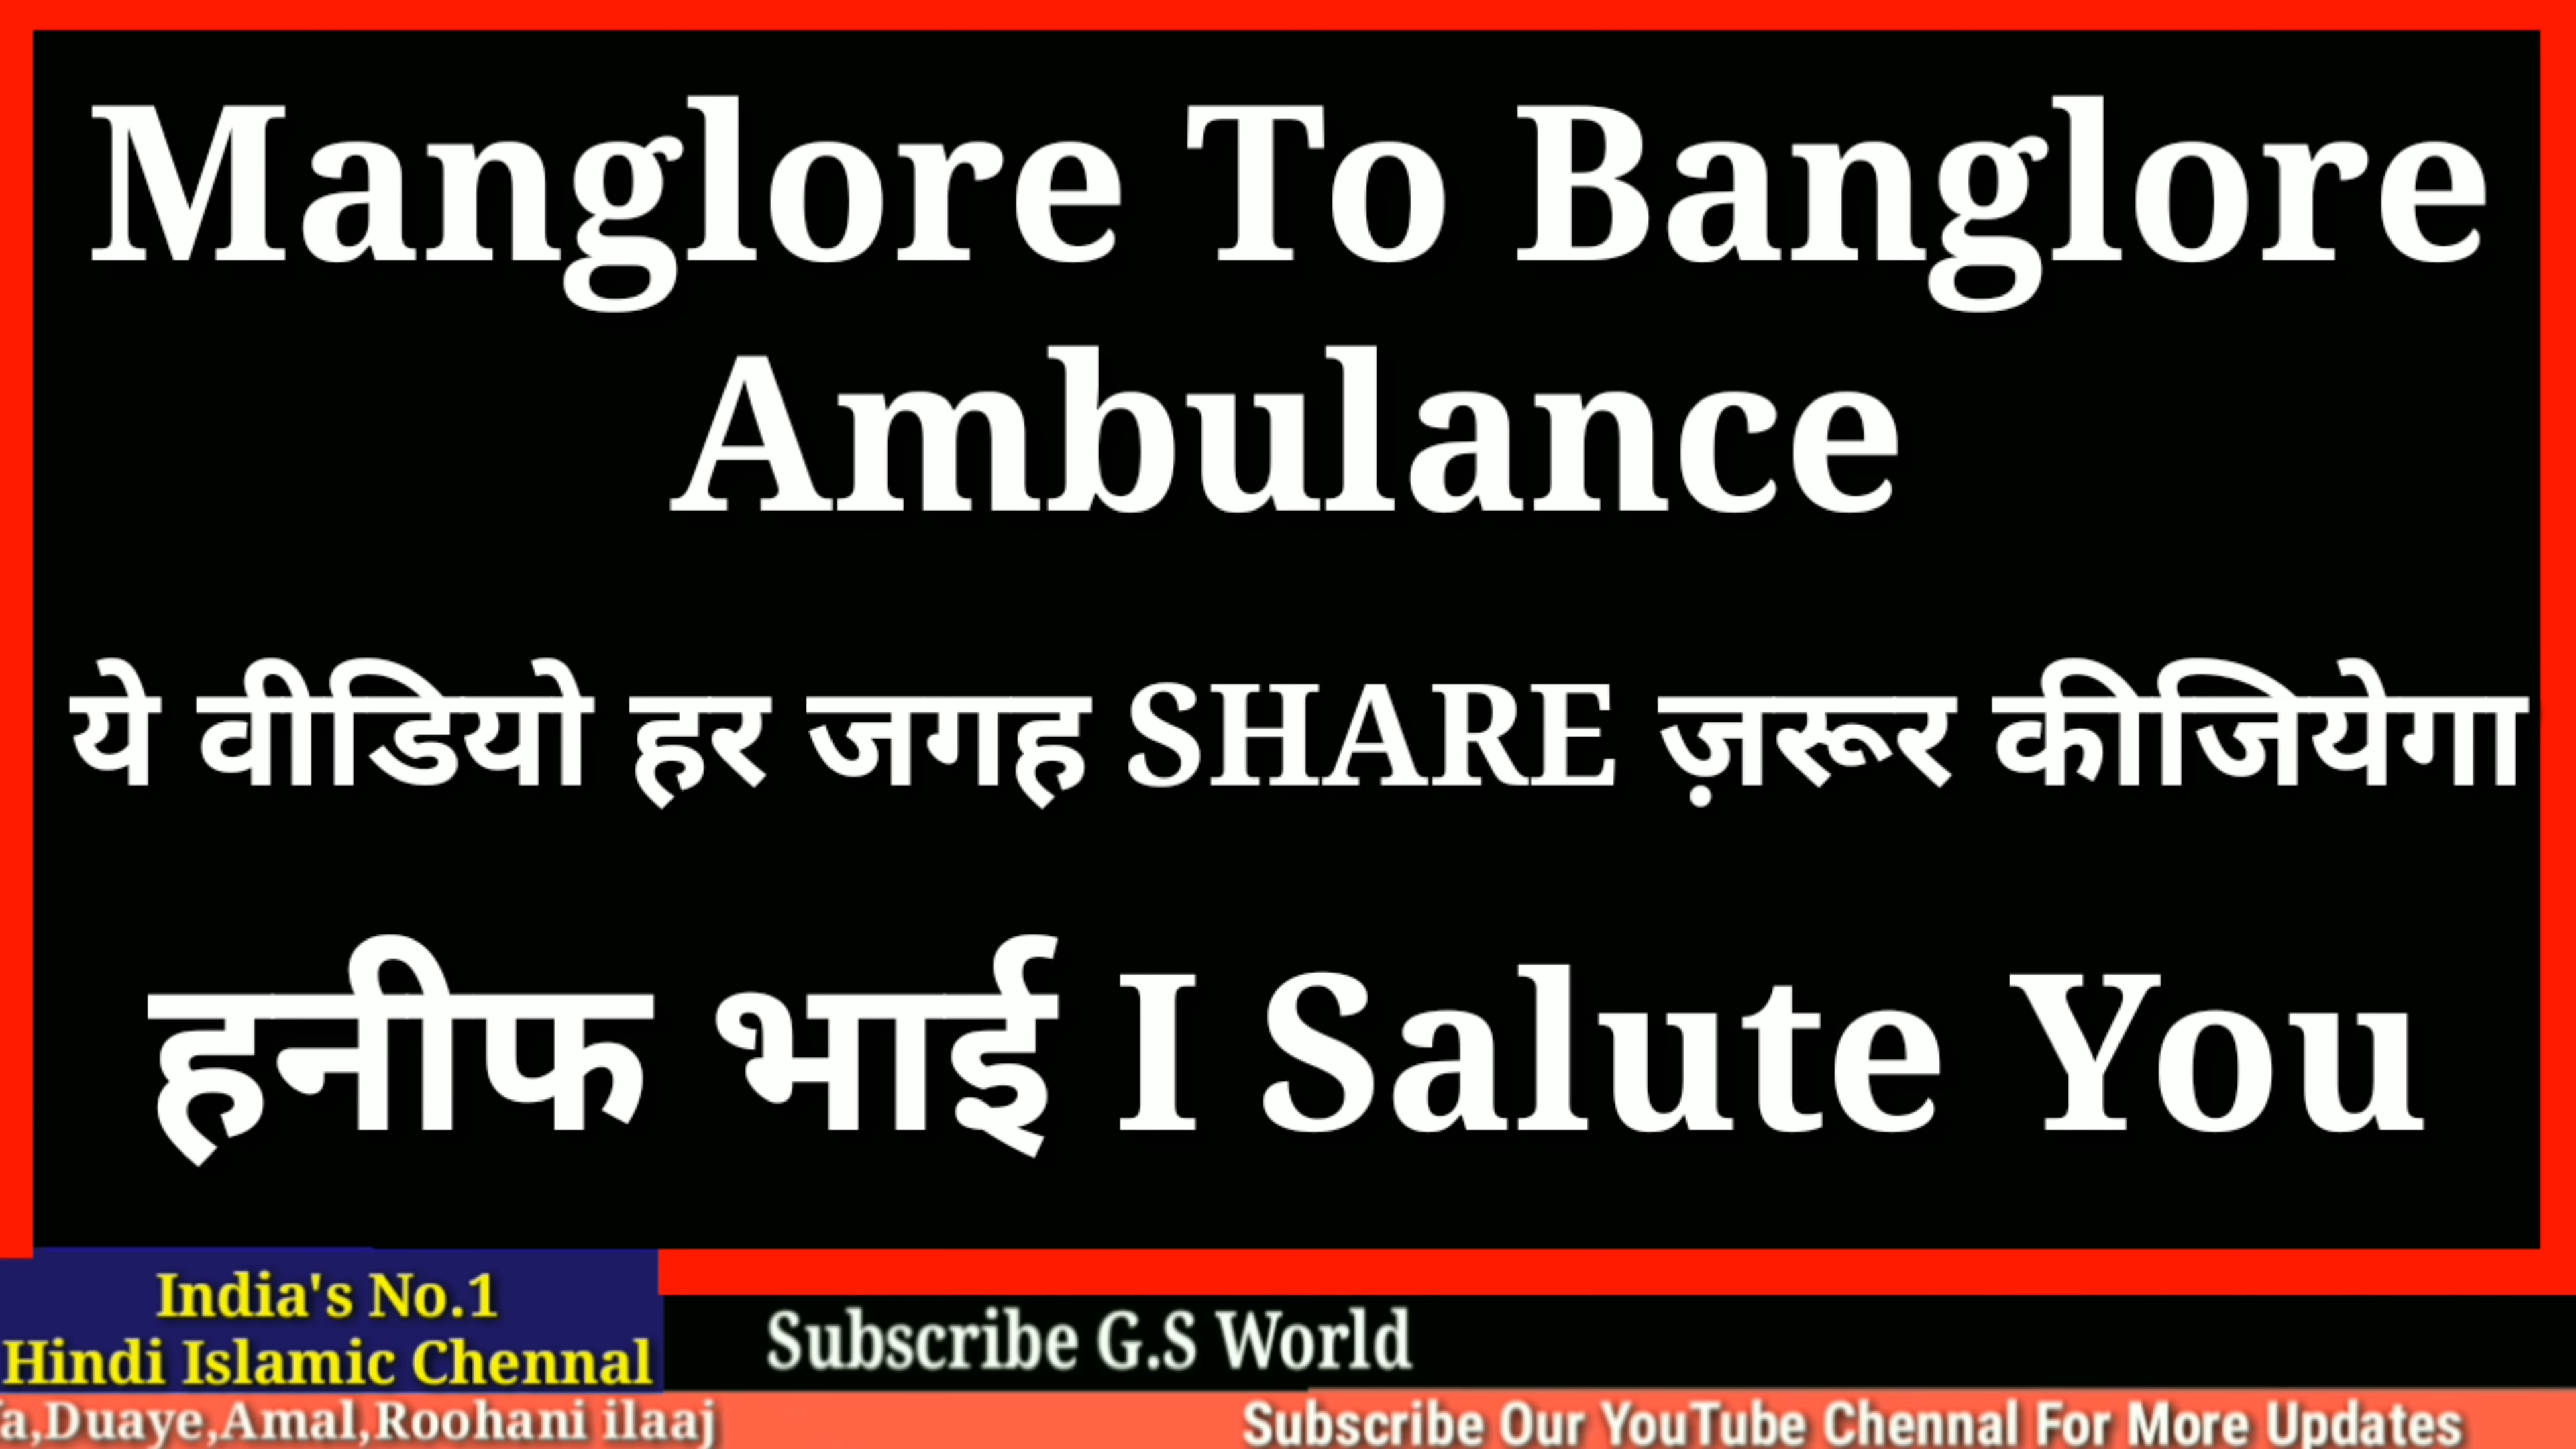 Manglore To Banglore
Ambulance
ये वीडियो हर जगह SHARE ज़रूर कीजियेगा
हनीफ भाई I Salute You
India's No.1
Hindi Islamic Chennal
Subscribe G.S World
,Duaye,Amal,Roohani ilaaj
Subscribe Our YouTube Chennal For More Updates